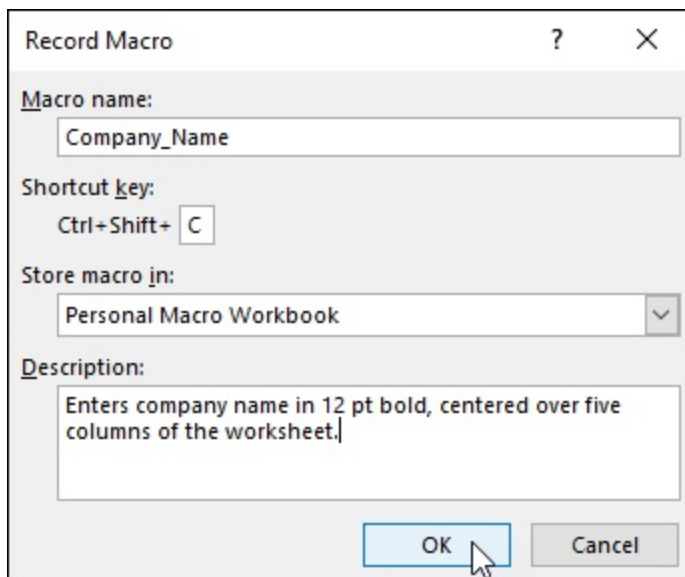 Record Macro ? ×
Macro name:
Company_Name
Shortcut key:
Ctrl+Shift+ C
Store macro in:
Personal Macro Workbook
Description:
Enters company name in 12 pt bold, centered over five
columns of the worksheet.
OK Cancel